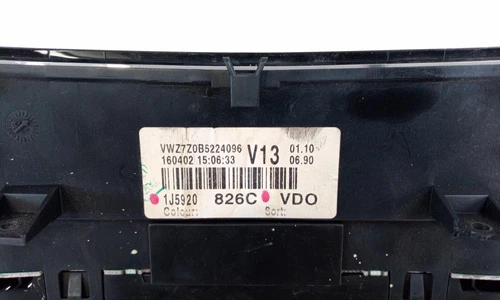 VWZ7Z0B5224096 V13 01.10
160402 15:06:33 06.90
1J5920 826C VDO
Colour: Sort: